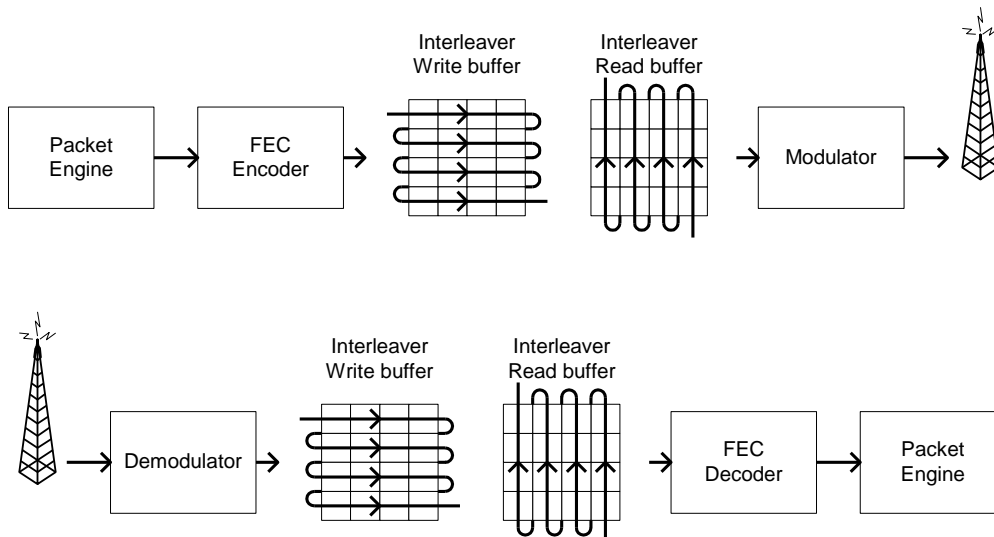 Interleaver
Write buffer
Interleaver
Read buffer
Packet
Engine
FEC
Encoder
Modulator
Interleaver
Write buffer
Interleaver
Read buffer
Demodulator
FEC
Decoder
Packet
Engine